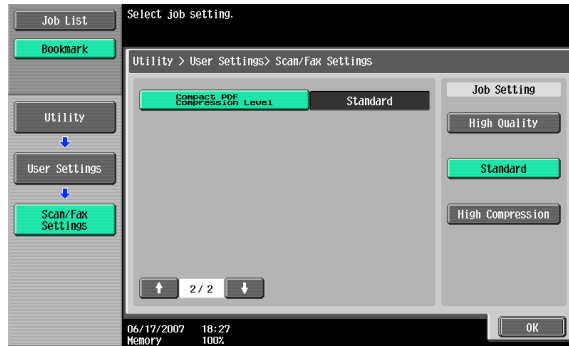 Job List
Bookmark
Utility
User Settings
Scan/Fax
Settings
Select job setting.
Utility > User Settings> Scan/Fax Settings
Compact PDF
Compression Level
Standard
2/ 2
Job Setting
High Quality
Standard
High Compression
06/17/2007 18:27
Memory 100%
OK